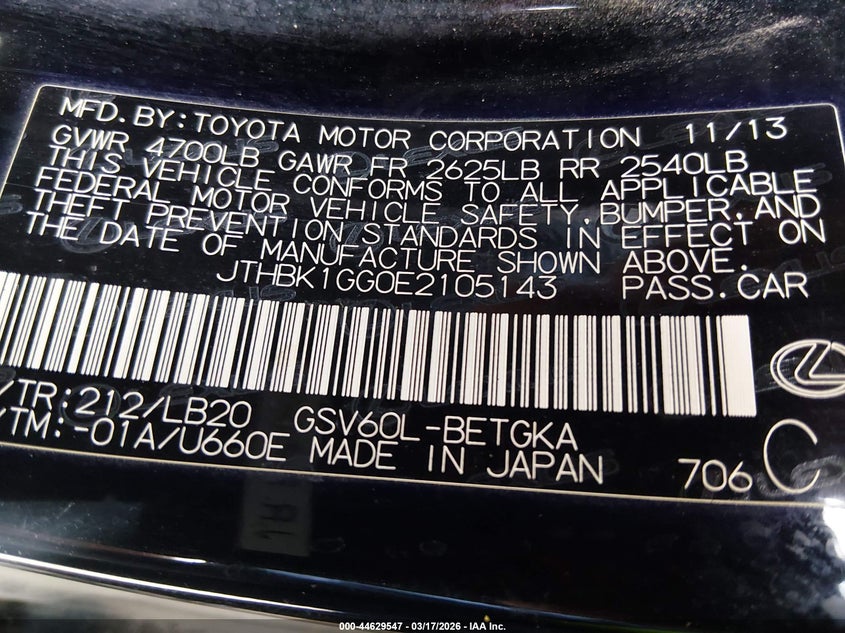 MFD.BY:TOYOTA MOTOR CORPORATION 11/13
GVWR 4700LB GAWR FR 2625LB RR 2540LB
THIS VEHICLE CONFORMS TO ALL APPLICABLE
FEDERAL MOTOR VEHICLE SAFETY,BUMPER,AND
THEFT PREVENTION STANDARDS IN EFFECT ON
THE DATE OF MANUFACTURE SHOWN ABOVE.
JTHBK1GG0E2105143 PASS.CAR
/TR:212/LB20 GSV60L-BETGKA
/TM:-01A/U660E MADE IN JAPAN 706 C
000-44629547 - 03/17/2026 - IAA Inc.